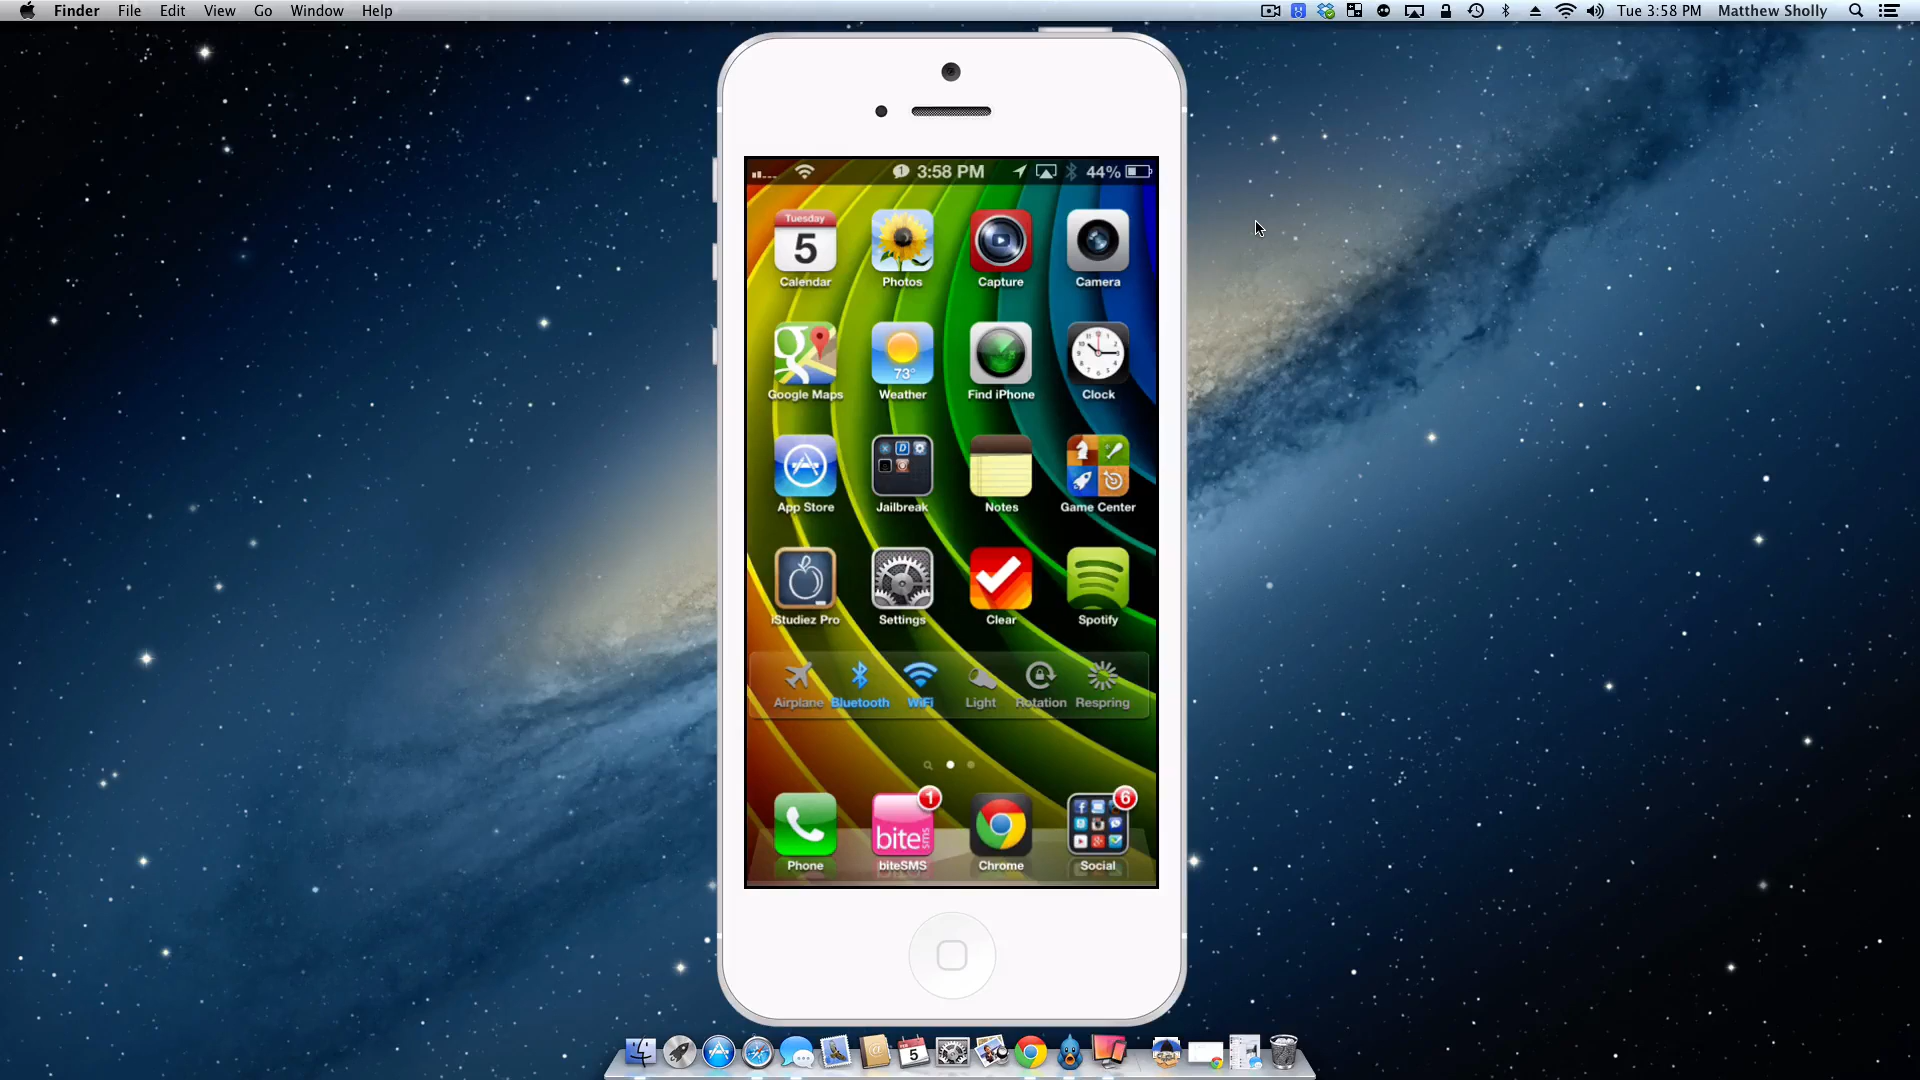 Finder File Edit View Go Window Help Tue 3:58 PM Matthew Sholly
3:58 PM 44%
Tuesday
5
Calendar Photos Capture Camera
73°
Google Maps Weather Find iPhone Clock
App Store Jailbreak Notes Game Center
iStudiez Pro Settings Clear Spotify
Airplane Bluetooth WiFi Light Rotation Respring
1 6
bite sms
Phone biteSMS Chrome Social
5